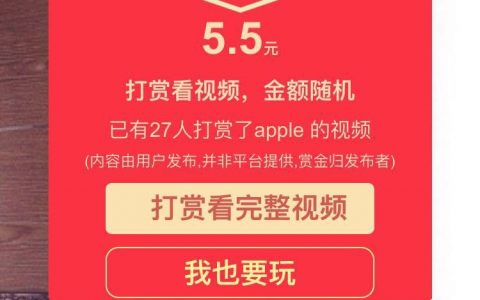 5.5元
打赏看视频，金额随机
已有27人打赏了apple 的视频
(内容由用户发布,并非平台提供,赏金归发布者)
打赏看完整视频
我也要玩